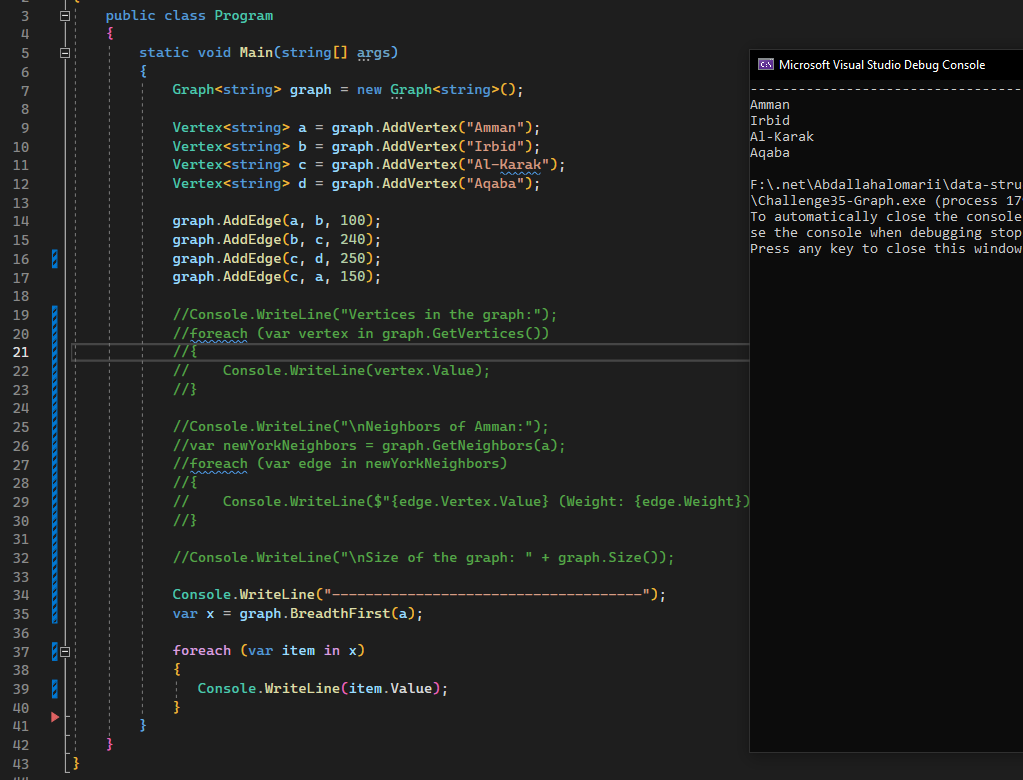 3 public class Program
4 {
5 static void Main(string[] args)
6 {
7 Graph<string> graph = new Graph<string>();
8
9 Vertex<string> a = graph.AddVertex("Amman");
10 Vertex<string> b = graph.AddVertex("Irbid");
11 Vertex<string> c = graph.AddVertex("Al-Karak");
12 Vertex<string> d = graph.AddVertex("Aqaba");
13
14 graph.AddEdge(a, b, 100);
15 graph.AddEdge(b, c, 240);
16 graph.AddEdge(c, d, 250);
17 graph.AddEdge(c, a, 150);
18
19 //Console.WriteLine("Vertices in the graph:");
20 //foreach (var vertex in graph.GetVertices())
21 //{
22 //    Console.WriteLine(vertex.Value);
23 //}
24
25 //Console.WriteLine("\nNeighbors of Amman:");
26 //var newYorkNeighbors = graph.GetNeighbors(a);
27 //foreach (var edge in newYorkNeighbors)
28 //{
29 //    Console.WriteLine($"{edge.Vertex.Value} (Weight: {edge.Weight})
30 //}
31
32 //Console.WriteLine("\nSize of the graph: " + graph.Size());
33
34 Console.WriteLine("-------------------------------------");
35 var x = graph.BreadthFirst(a);
36
37 foreach (var item in x)
38 {
39 Console.WriteLine(item.Value);
40 }
41 }
42 }
43 }
Microsoft Visual Studio Debug Console
----------------------------------
Amman
Irbid
Al-Karak
Aqaba
F:\.net\Abdallahalomarii\data-stru
\Challenge35-Graph.exe (process 17
To automatically close the console
se the console when debugging stop
Press any key to close this window